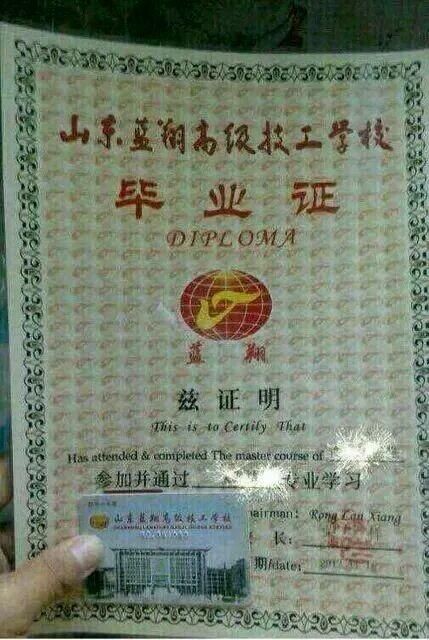 山东蓝翔高级技工学校
毕业证
DIPLOMA
蓝翔
兹证明
This is to Certily That
Has attended & completed The master course of
参加并通过 专业学习
hairman: Rong Lan Xiang
长:
期/date:
山东蓝翔高级技工学校